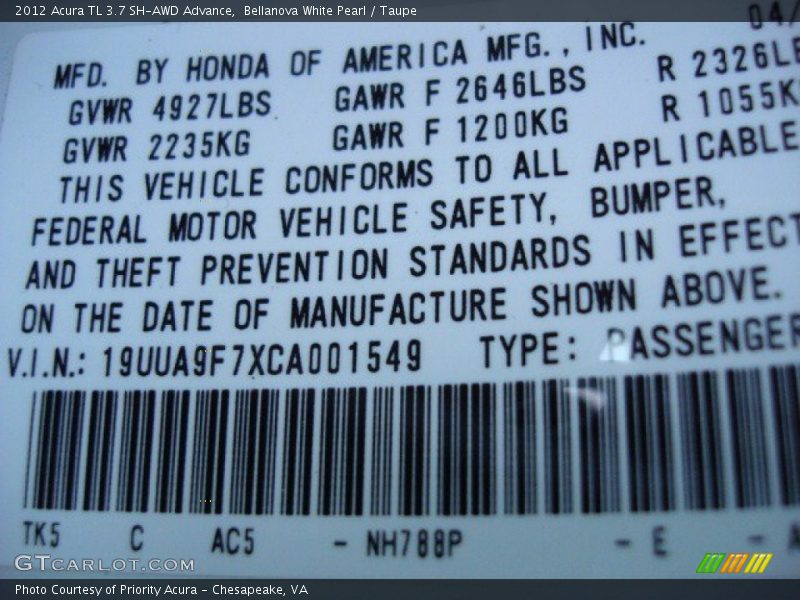 2012 Acura TL 3.7 SH-AWD Advance, Bellanova White Pearl / Taupe
04/
MFD. BY HONDA OF AMERICA MFG., INC.
GVWR 4927LBS GAWR F 2646LBS R 2326LB
GVWR 2235KG GAWR F 1200KG R 1055K
THIS VEHICLE CONFORMS TO ALL APPLICABLE
FEDERAL MOTOR VEHICLE SAFETY, BUMPER,
AND THEFT PREVENTION STANDARDS IN EFFECT
ON THE DATE OF MANUFACTURE SHOWN ABOVE.
V.I.N.: 19UUA9F7XCA001549 TYPE: PASSENGER
TK5 C AC5 - NH788P - E - A
GTCARLOT.COM
Photo Courtesy of Priority Acura - Chesapeake, VA